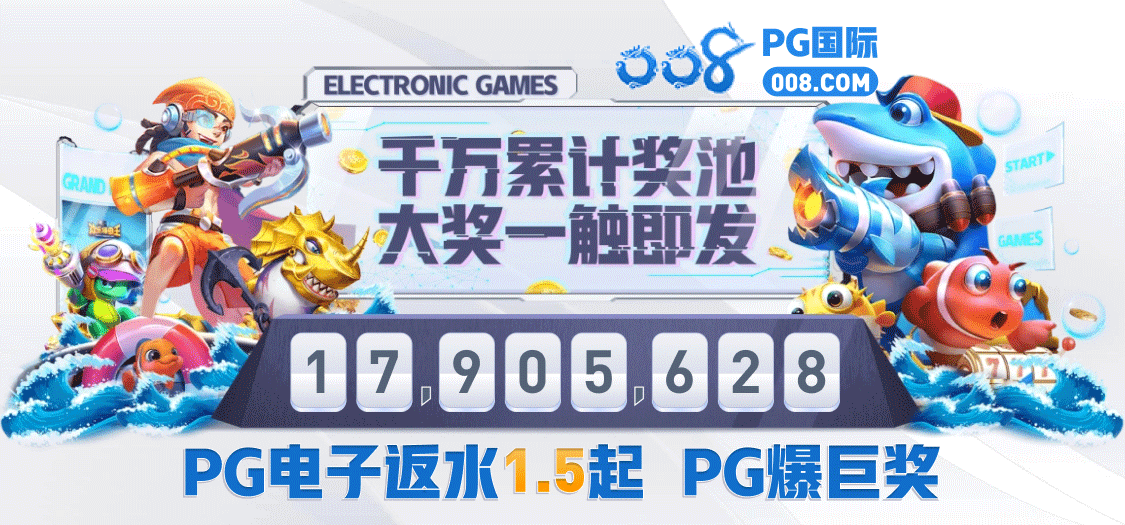 008 PG国际
008.COM
ELECTRONIC GAMES
千万累计奖池
大奖一触即发
GRAND
START
GAMES
17,905,628
777
PG电子返水1.5起 PG爆巨奖